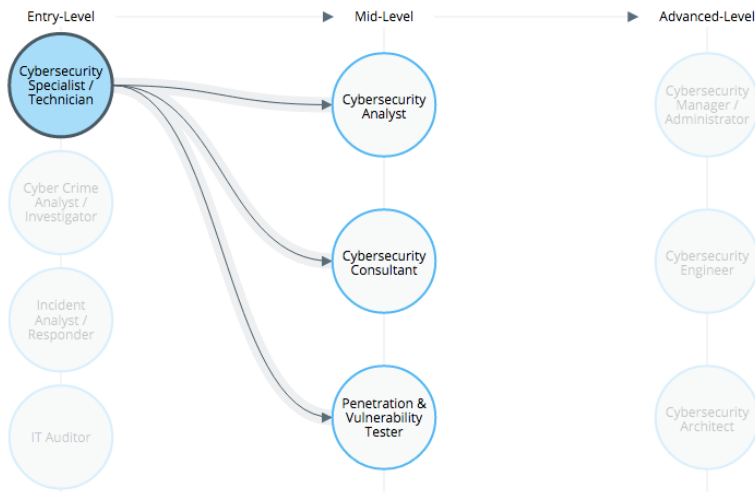 Entry-Level
Mid-Level
Advanced-Level
Cybersecurity
Specialist /
Technician
Cyber Crime
Analyst /
Investigator
Incident
Analyst /
Responder
IT Auditor
Cybersecurity
Analyst
Cybersecurity
Consultant
Penetration &
Vulnerability
Tester
Cybersecurity
Manager /
Administrator
Cybersecurity
Engineer
Cybersecurity
Architect